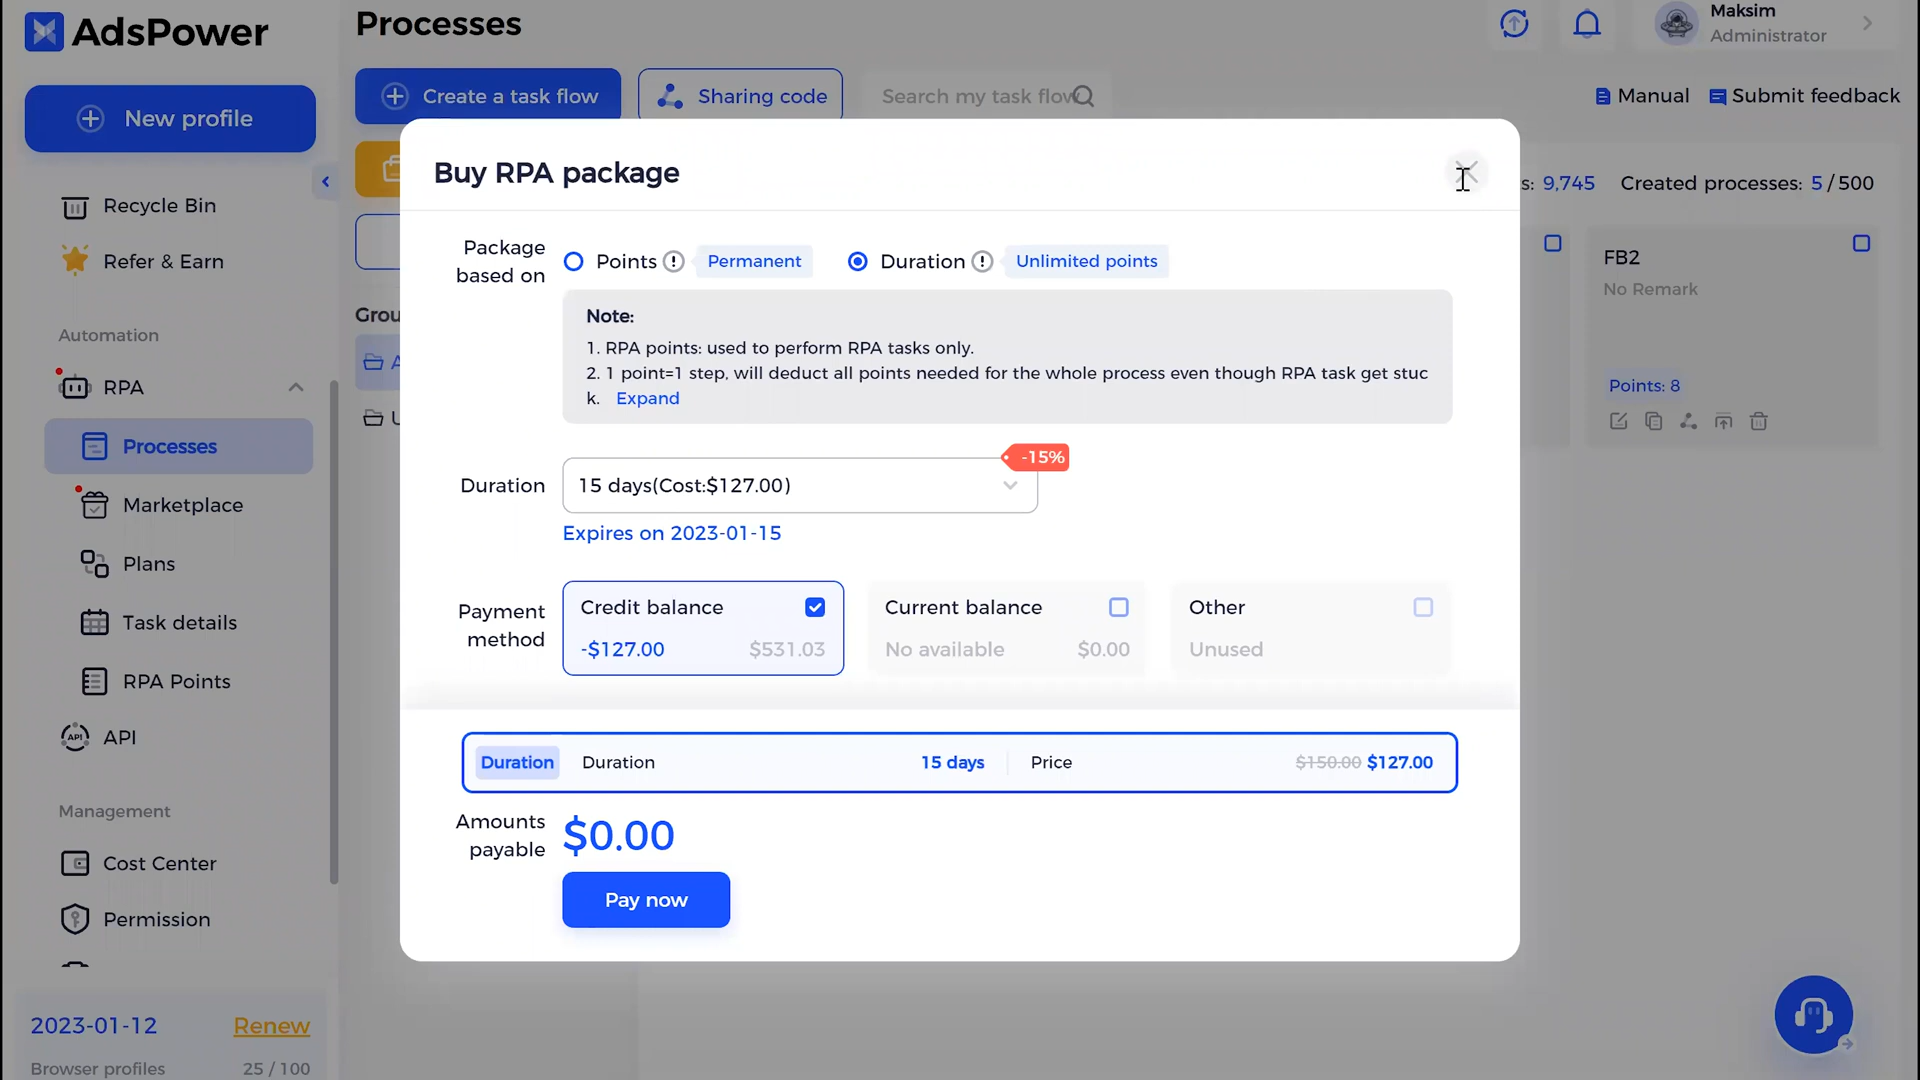 AdsPower
Processes
Maksim
Administrator
New profile
Create a task flow
Sharing code
Search my task flow
Manual
Submit feedback
Recycle Bin
Refer & Earn
Automation
RPA
Processes
Marketplace
Plans
Task details
RPA Points
API
API
Management
Cost Center
Permission
2023-01-12
Renew
Browser profiles
25 / 100
s: 9,745
Created processes: 5 / 500
FB2
No Remark
Points: 8
Buy RPA package
Package
based on
Points
Permanent
Duration
Unlimited points
Note:
1. RPA points: used to perform RPA tasks only.
2. 1 point=1 step, will deduct all points needed for the whole process even though RPA task get stuc
k. Expand
-15%
Duration
15 days(Cost:$127.00)
Expires on 2023-01-15
Payment
method
Credit balance
-$127.00
$531.03
Current balance
No available
$0.00
Other
Unused
Duration
Duration
15 days
Price
$150.00 $127.00
Amounts
payable
$0.00
Pay now